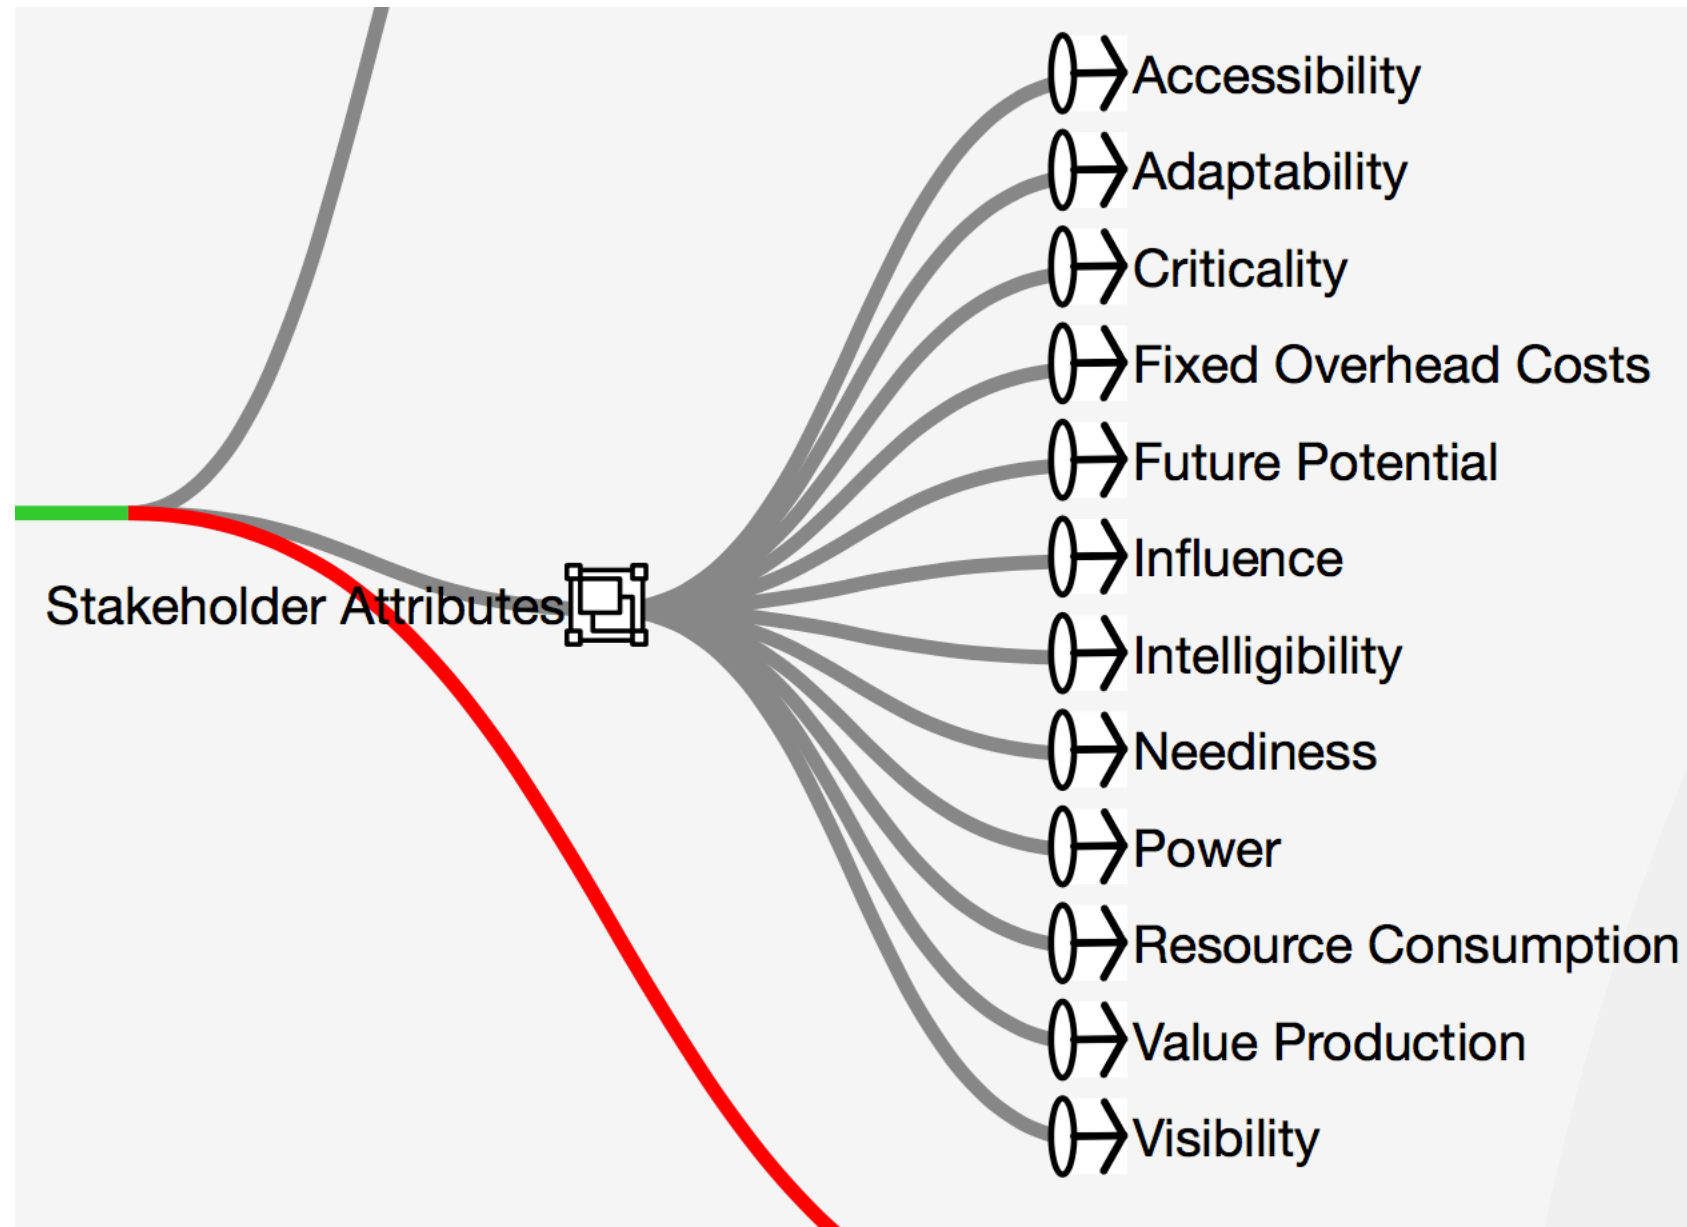 Accessibility
Adaptability
Criticality
Fixed Overhead Costs
Future Potential
Influence
Stakeholder Attributes
Intelligibility
Neediness
Power
Resource Consumption
Value Production
Visibility